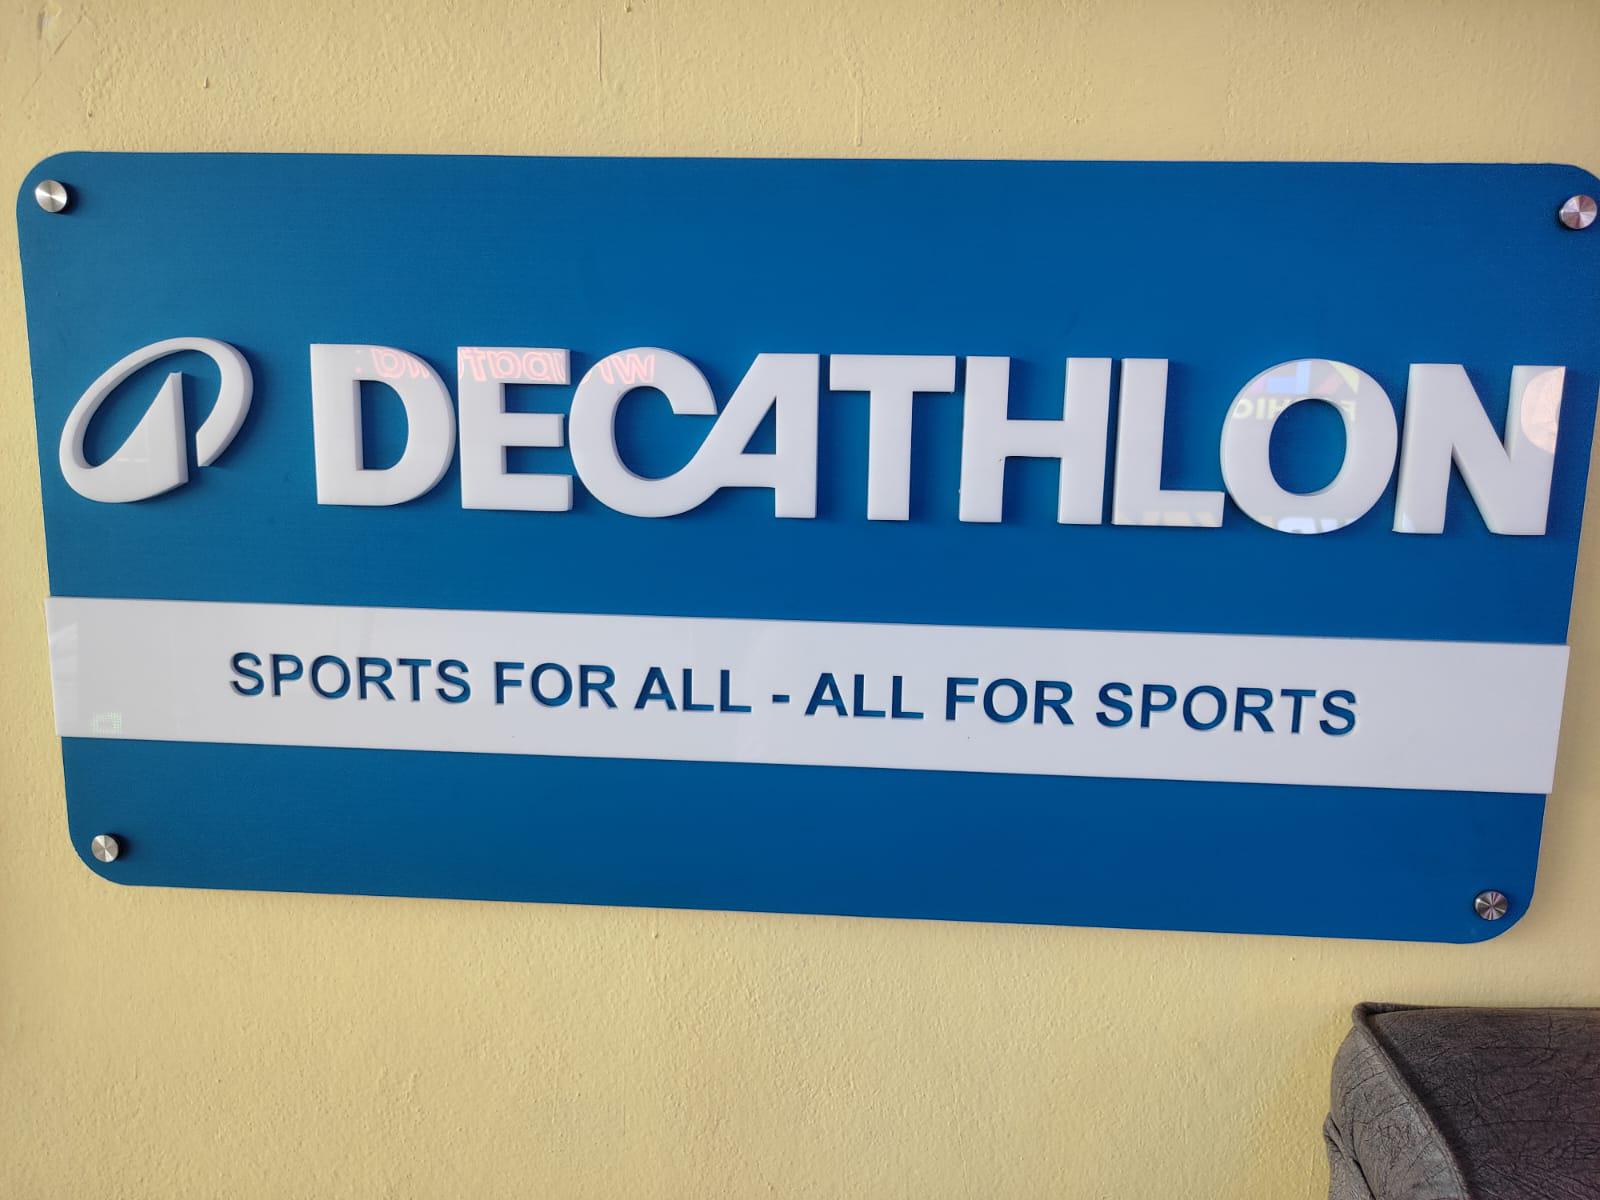 DECATHLON
SPORTS FOR ALL - ALL FOR SPORTS